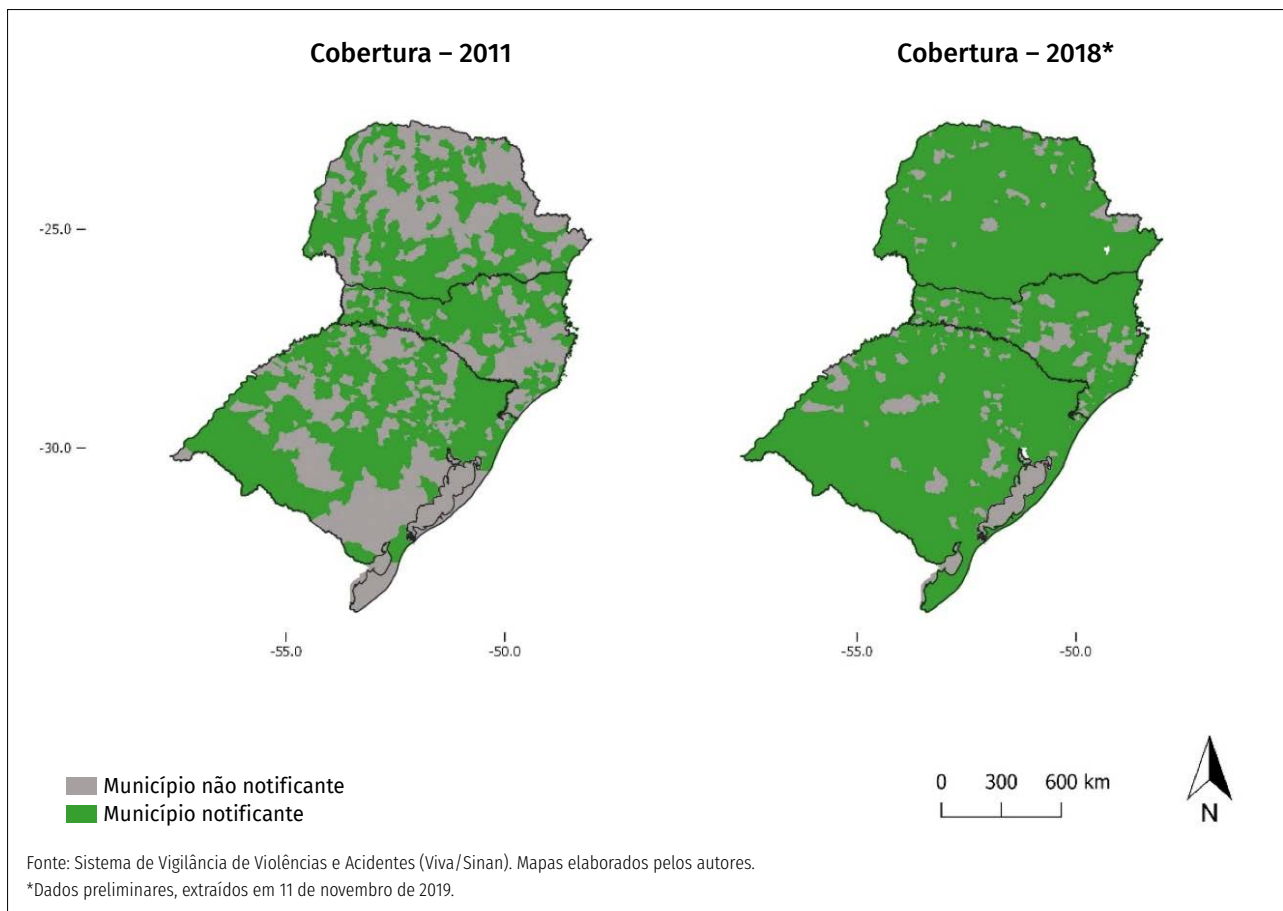 Cobertura – 2011
Cobertura – 2018*
-25.0
-30.0
-55.0
-50.0
-55.0
-50.0
Município não notificante
Município notificante
0 300 600 km
N
Fonte: Sistema de Vigilância de Violências e Acidentes (Viva/Sinan). Mapas elaborados pelos autores.
*Dados preliminares, extraídos em 11 de novembro de 2019.